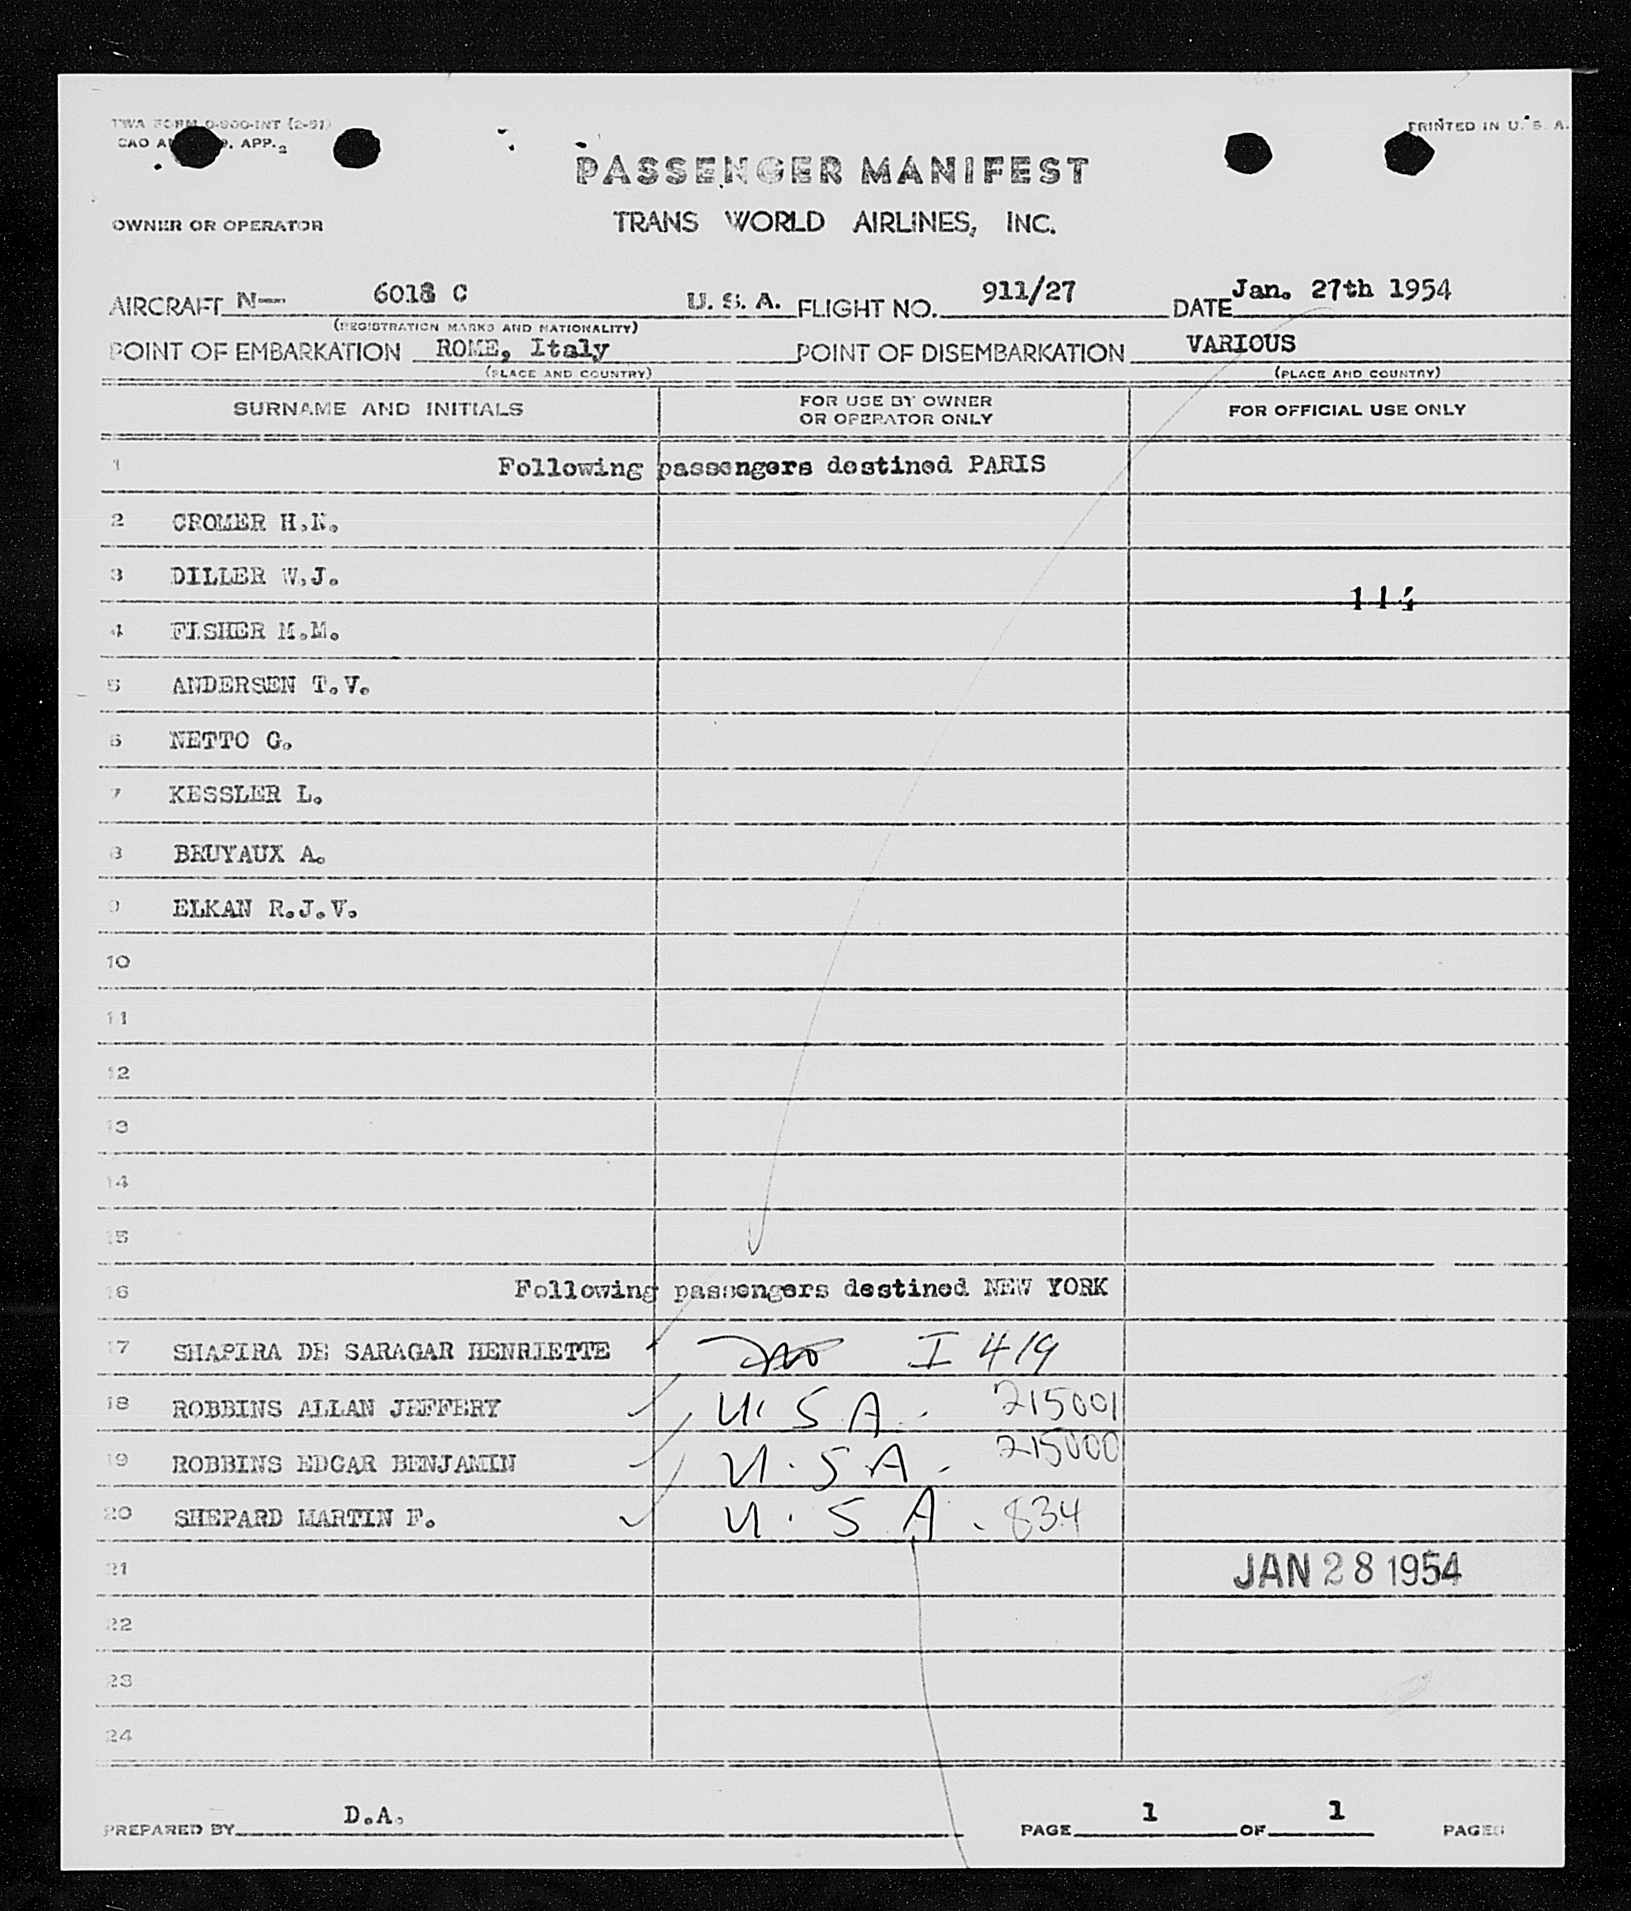 TWA FORM O-900-INT (2-51)
PRINTED IN U. S. A.
CAO APP.2
PASSENGER MANIFEST
OWNER OR OPERATOR TRANS WORLD AIRLINES, INC.
AIRCRAFT N— 6018 C U. S. A. FLIGHT NO. 911/27 DATE Jan. 27th 1954
(REGISTRATION MARKS AND NATIONALITY)
POINT OF EMBARKATION ROME, Italy POINT OF DISEMBARKATION VARIOUS
(PLACE AND COUNTRY) (PLACE AND COUNTRY)
SURNAME AND INITIALS FOR USE BY OWNER OR OPERATOR ONLY FOR OFFICIAL USE ONLY
1 Following passengers destined PARIS
2 CROMER H.K.
3 DILLER W.J.
114
4 FISHER M.M.
5 ANDERSEN T.V.
6 NETTO G.
7 KESSLER L.
8 BRUYAUX A.
9 ELKAN R.J.V.
10
11
12
13
14
15
16 Following passengers destined NEW YORK
17 SHAPIRA DE SARAGAR HENRIETTE I 419
18 ROBBINS ALLAN JEFFERY U. S A. 215001
19 ROBBINS EDGAR BENJAMIN U. S A. 215000
20 SHEPARD MARTIN F. U. S A. 834
21 JAN 28 1954
22
23
24
PREPARED BY D.A. PAGE 1 OF 1 PAGES